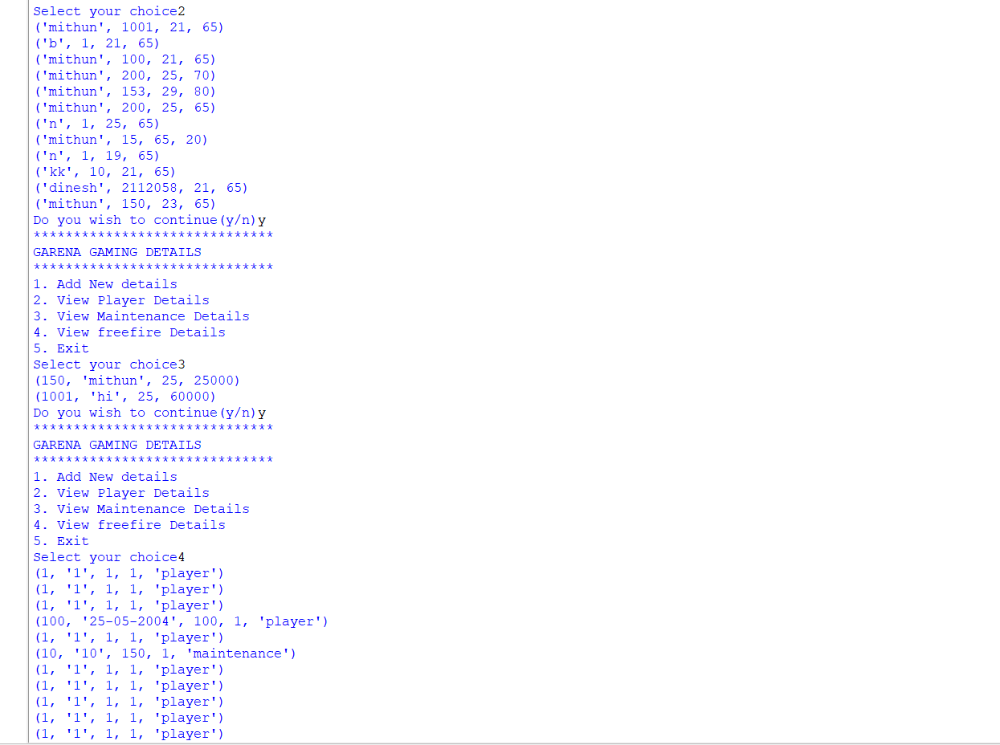 Select your choice2
('mithun', 1001, 21, 65)
('b', 1, 21, 65)
('mithun', 100, 21, 65)
('mithun', 200, 25, 70)
('mithun', 153, 29, 80)
('mithun', 200, 25, 65)
('n', 1, 25, 65)
('mithun', 15, 65, 20)
('n', 1, 19, 65)
('kk', 10, 21, 65)
('dinesh', 2112058, 21, 65)
('mithun', 150, 23, 65)
Do you wish to continue(y/n)y
******************************
GARENA GAMING DETAILS
******************************
1. Add New details
2. View Player Details
3. View Maintenance Details
4. View freefire Details
5. Exit
Select your choice3
(150, 'mithun', 25, 25000)
(1001, 'hi', 25, 60000)
Do you wish to continue(y/n)y
******************************
GARENA GAMING DETAILS
******************************
1. Add New details
2. View Player Details
3. View Maintenance Details
4. View freefire Details
5. Exit
Select your choice4
(1, '1', 1, 1, 'player')
(1, '1', 1, 1, 'player')
(1, '1', 1, 1, 'player')
(100, '25-05-2004', 100, 1, 'player')
(1, '1', 1, 1, 'player')
(10, '10', 150, 1, 'maintenance')
(1, '1', 1, 1, 'player')
(1, '1', 1, 1, 'player')
(1, '1', 1, 1, 'player')
(1, '1', 1, 1, 'player')
(1, '1', 1, 1, 'player')